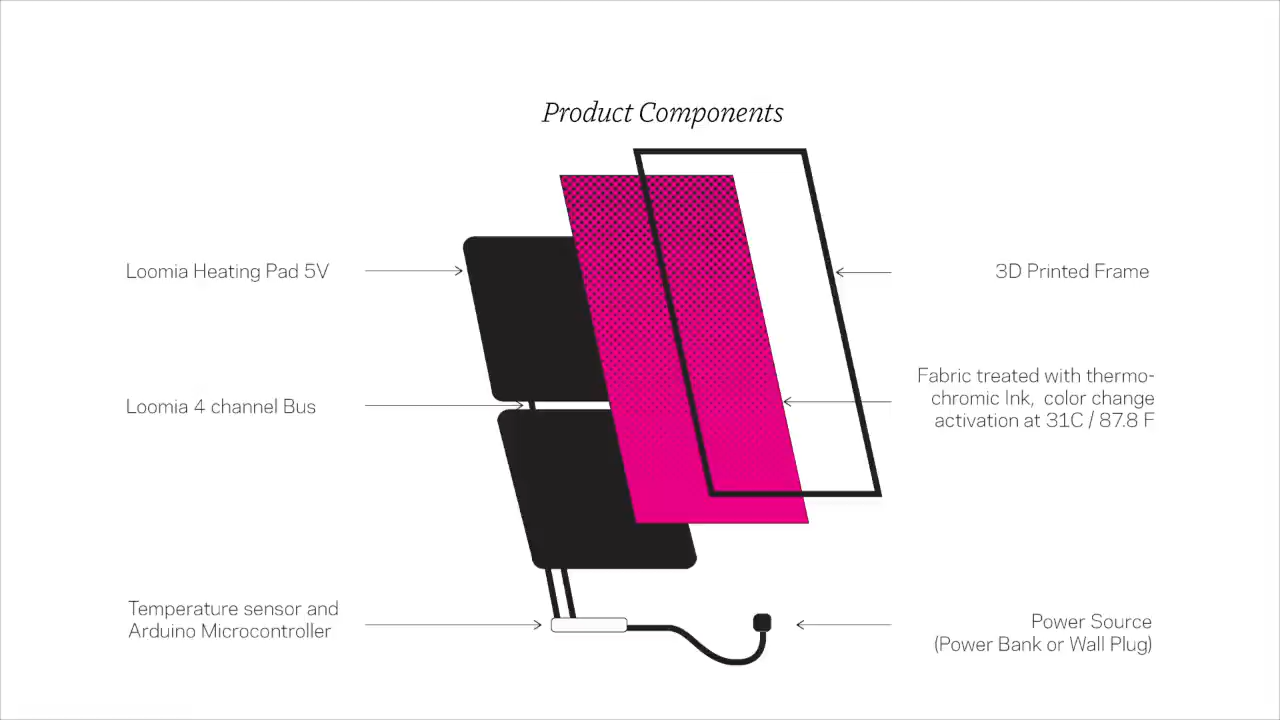 Product Components
Loomia Heating Pad 5V
3D Printed Frame
Fabric treated with thermo-
chromic Ink, color change
activation at 31C / 87.8 F
Loomia 4 channel Bus
Temperature sensor and
Arduino Microcontroller
Power Source
(Power Bank or Wall Plug)